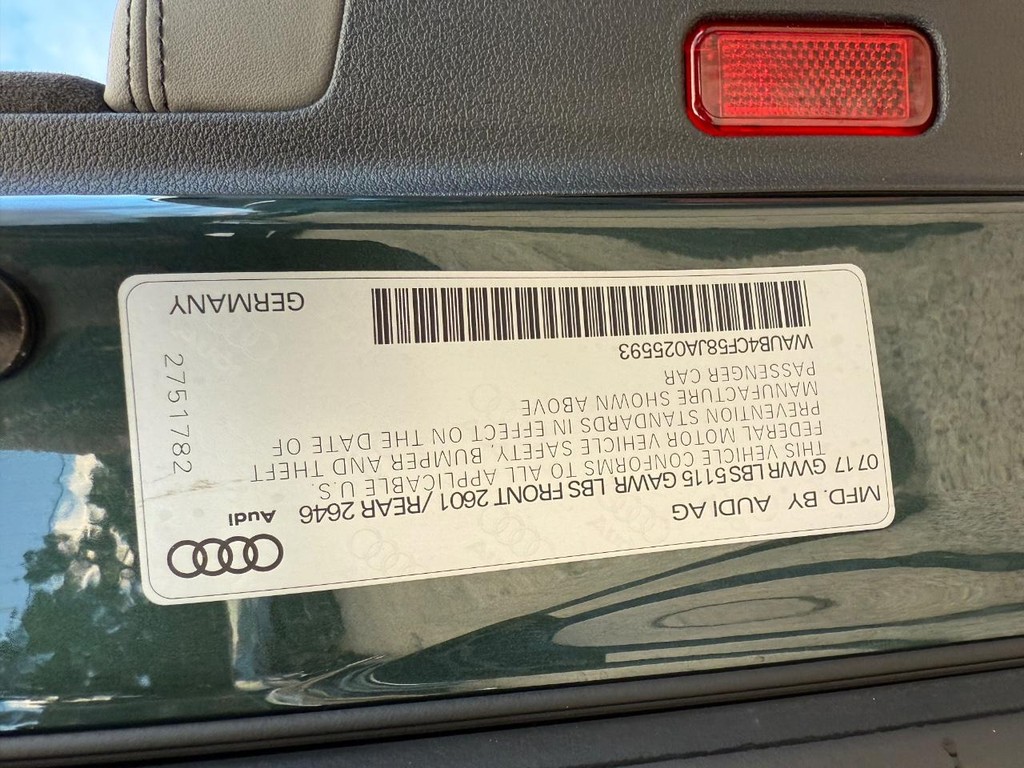 MFD. BY AUDI AG
Audi
07 17 GWWR LBS 5115 GAWR LBS FRONT 2601 / REAR 2646
THIS VEHICLE CONFORMS TO ALL APPLICABLE U.S.
FEDERAL MOTOR VEHICLE SAFETY, BUMPER AND THEFT
PREVENTION STANDARDS IN EFFECT ON THE DATE OF
MANUFACTURE SHOWN ABOVE
PASSENGER CAR
2751782
WAUB4CF58JA025593
GERMANY